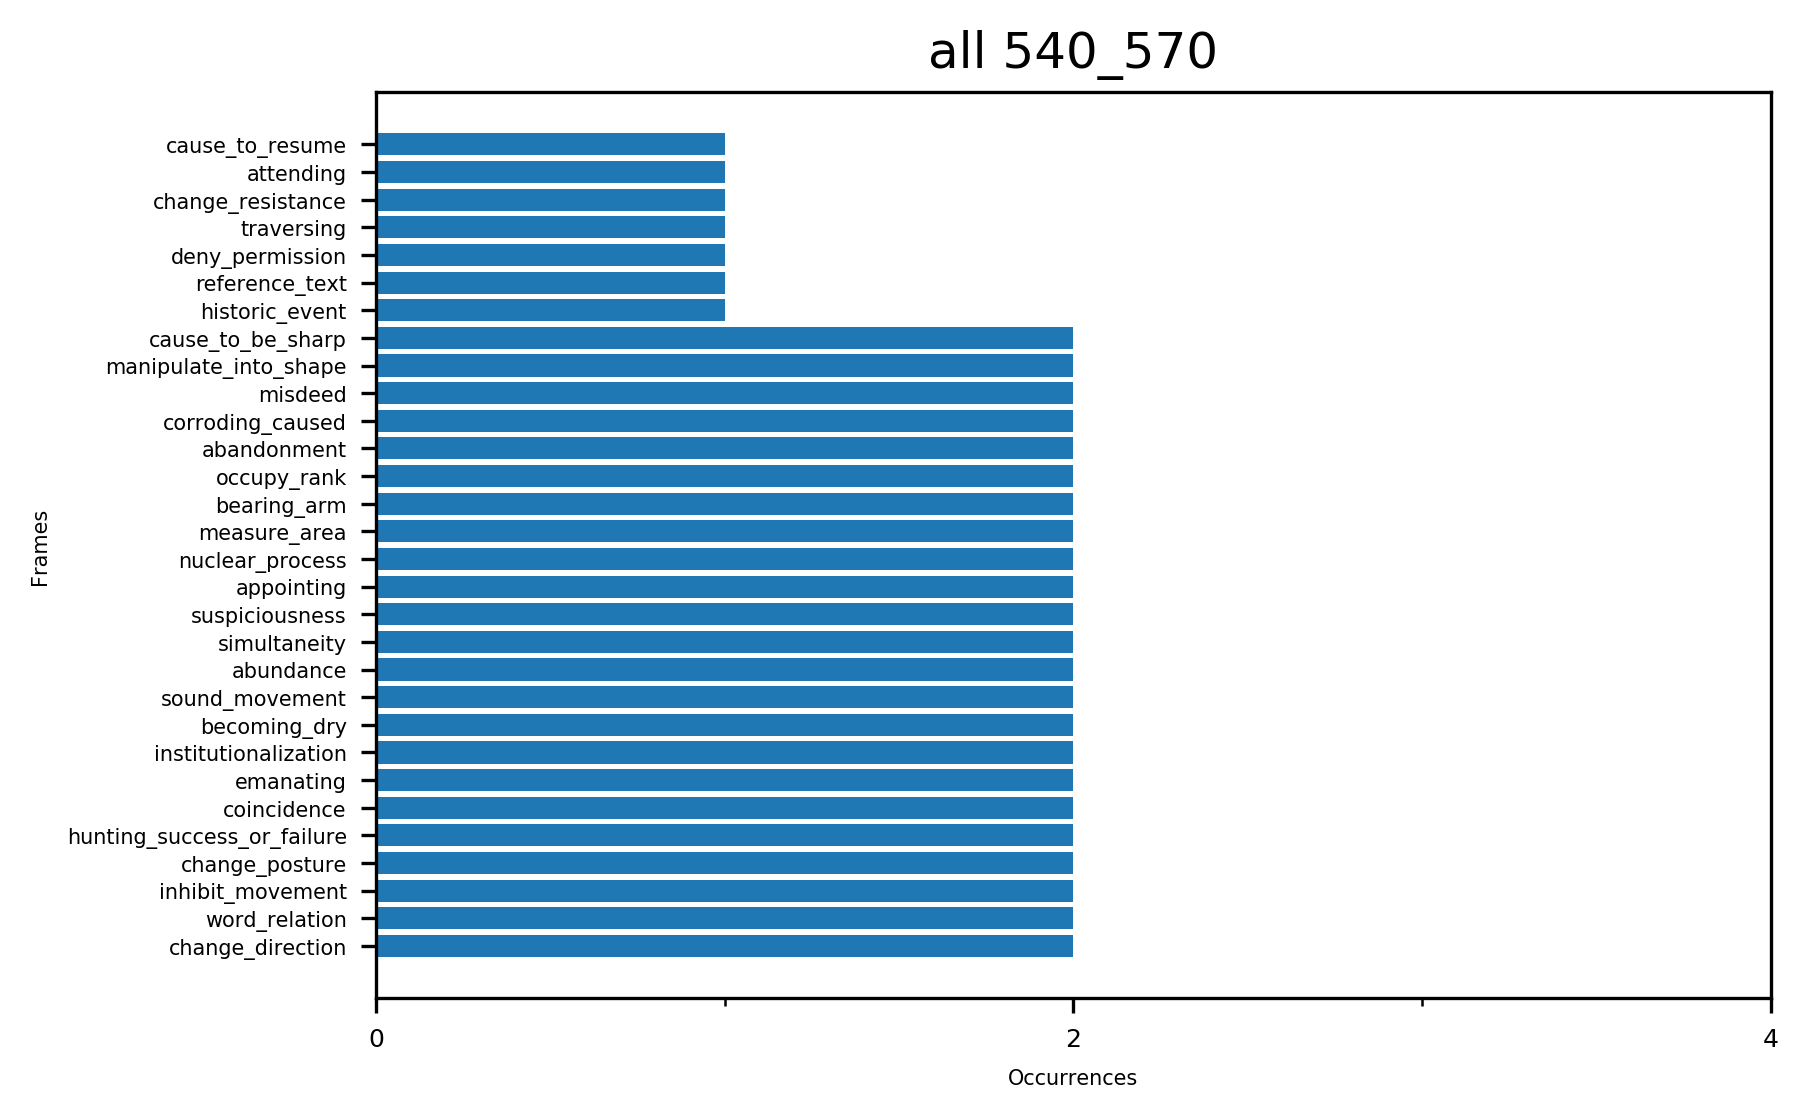 all 540_570
cause_to_resume
attending
change_resistance
traversing
deny_permission
reference_text
historic_event
cause_to_be_sharp
manipulate_into_shape
misdeed
corroding_caused
abandonment
occupy_rank
bearing_arm
measure_area
nuclear_process
appointing
suspiciousness
simultaneity
abundance
sound_movement
becoming_dry
institutionalization
emanating
coincidence
hunting_success_or_failure
change_posture
inhibit_movement
word_relation
change_direction
Frames
0 2 4
Occurrences